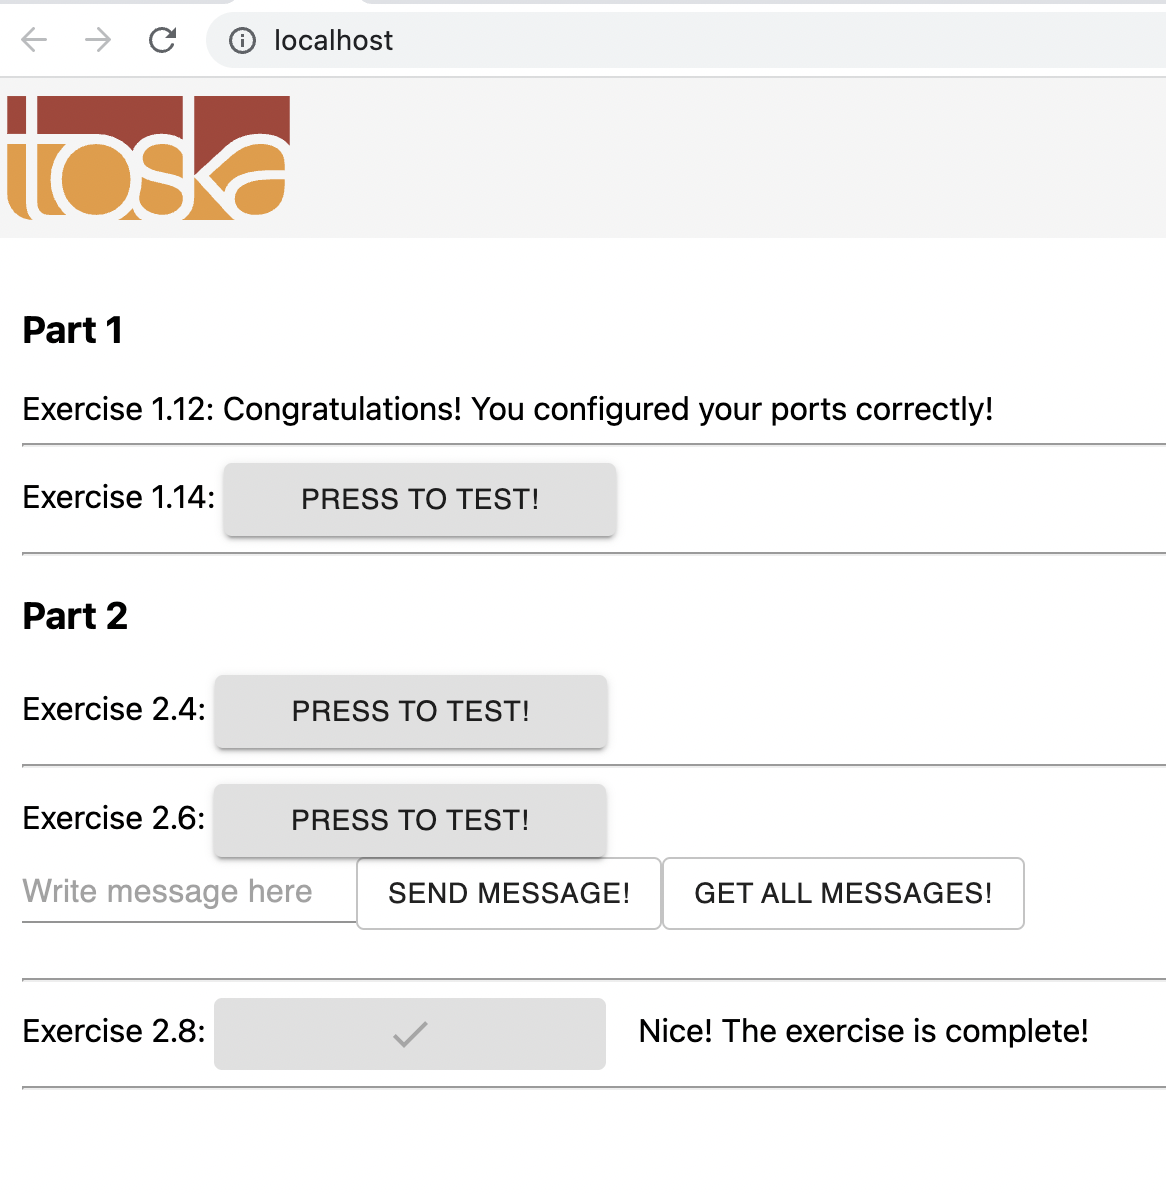 localhost
toska
Part 1
Exercise 1.12: Congratulations! You configured your ports correctly!
Exercise 1.14: PRESS TO TEST!
Part 2
Exercise 2.4: PRESS TO TEST!
Exercise 2.6: PRESS TO TEST!
Write message here SEND MESSAGE! GET ALL MESSAGES!
Exercise 2.8: Nice! The exercise is complete!